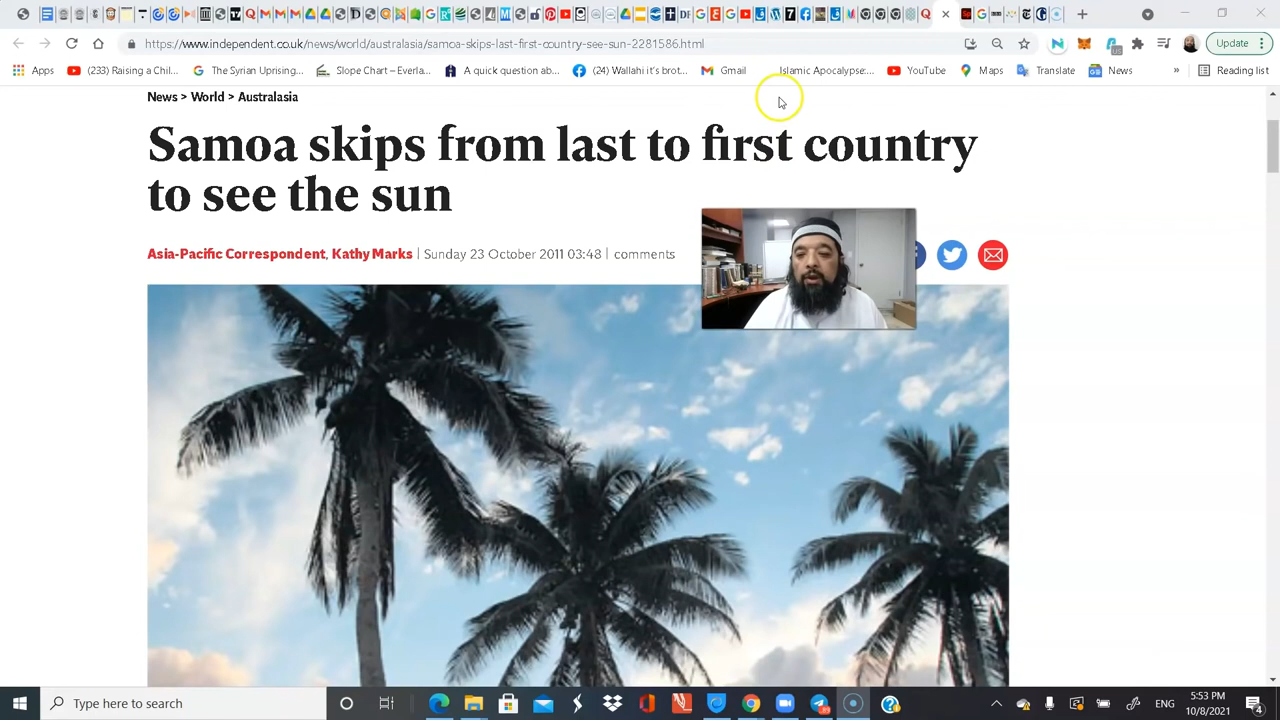 https://www.independent.co.uk/news/world/australasia/samoa-skips-last-first-country-see-sun-2281586.html
Update
Apps
(233) Raising a Chil...
The Syrian Uprising...
Slope Chart – Everla...
A quick question ab...
(24) Wallahi it's brot...
Gmail
Islamic Apocalypse:...
YouTube
Maps
Translate
News
»
Reading list
News > World > Australasia
Samoa skips from last to first country
to see the sun
Asia-Pacific Correspondent, Kathy Marks | Sunday 23 October 2011 03:48 | comments
Type here to search
ENG
5:53 PM
10/8/2021